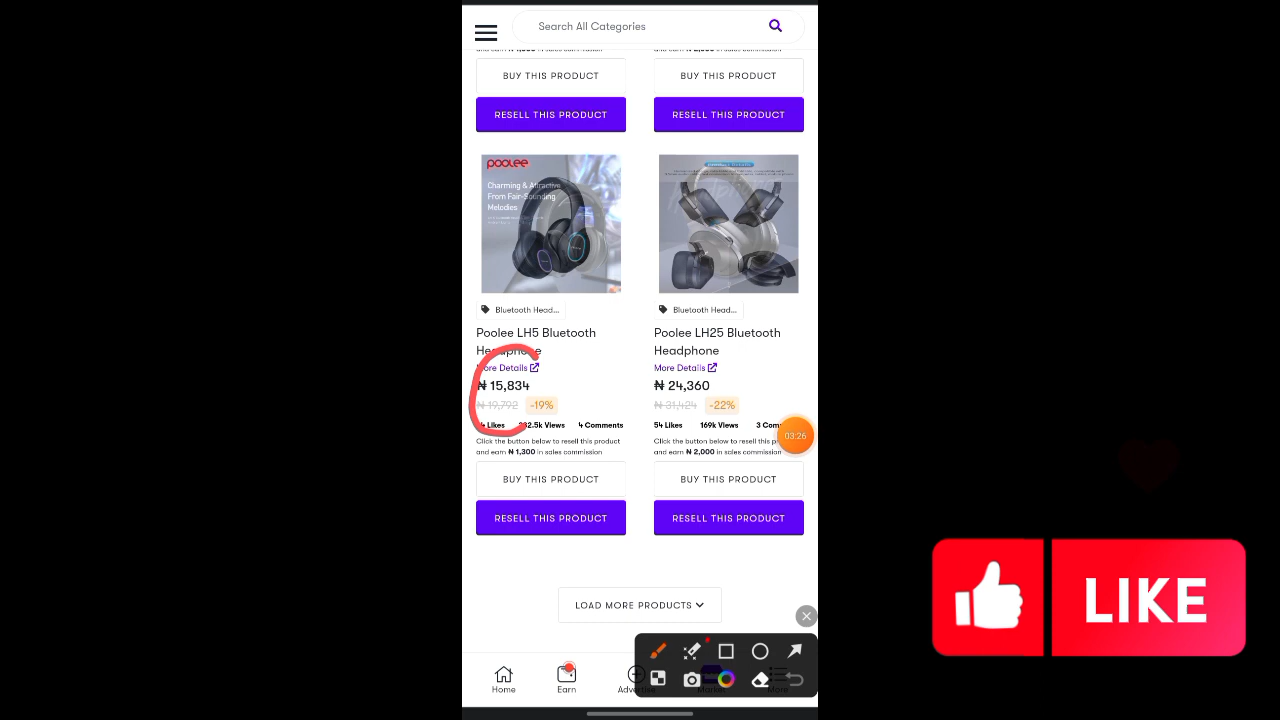 Search All Categories
BUY THIS PRODUCT
BUY THIS PRODUCT
RESELL THIS PRODUCT
RESELL THIS PRODUCT
POOLEE
Charming & Attractive
From Fair-Sounding
Melodies
Bluetooth Head...
Bluetooth Head...
Poolee LH5 Bluetooth
Headphone
More Details
₦ 15,834
₦ 19,792 -19%
Likes 2.5k Views 4 Comments
Click the button below to resell this product
and earn ₦ 1,300 in sales commission
BUY THIS PRODUCT
RESELL THIS PRODUCT
Poolee LH25 Bluetooth
Headphone
More Details
₦ 24,360
₦ 31,424 -22%
54 Likes 169k Views 3 Com
Click the button below to resell this
and earn ₦ 2,000 in sales commission
BUY THIS PRODUCT
RESELL THIS PRODUCT
03:26
LIKE
LOAD MORE PRODUCTS
Home
Earn
Advertise
Market
More